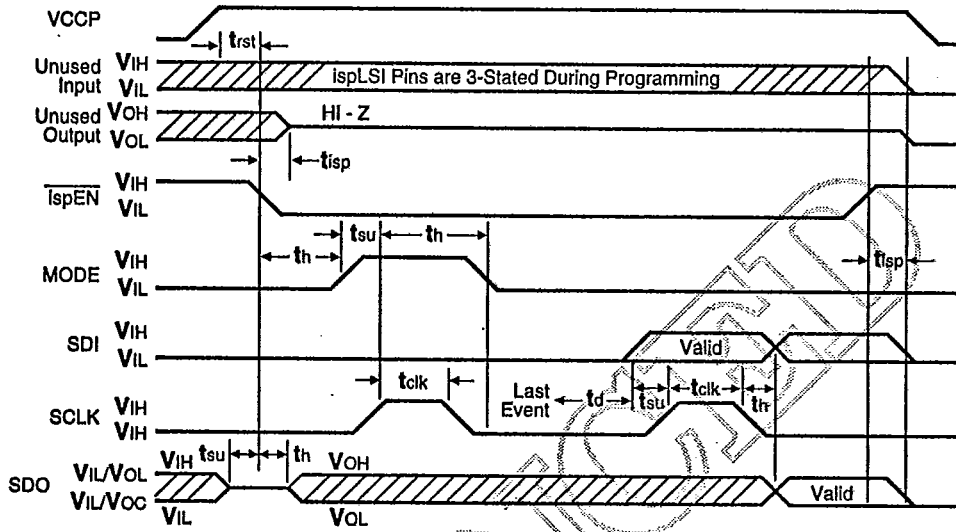 VCCP
trst
Unused Input VIH VIL
ispLSI Pins are 3-Stated During Programming
Unused Output VOH VOL
HI - Z
tisp
ispEN VIH VIL
tsu th
th
MODE VIH VIL
tisp
SDI VIH VIL
Valid
tclk
Last Event td tsu tclk th
SCLK VIH VIH
tsu th
SDO VIL/VOL VIL/VOC
VIH VIL
VOH VOL
Valid